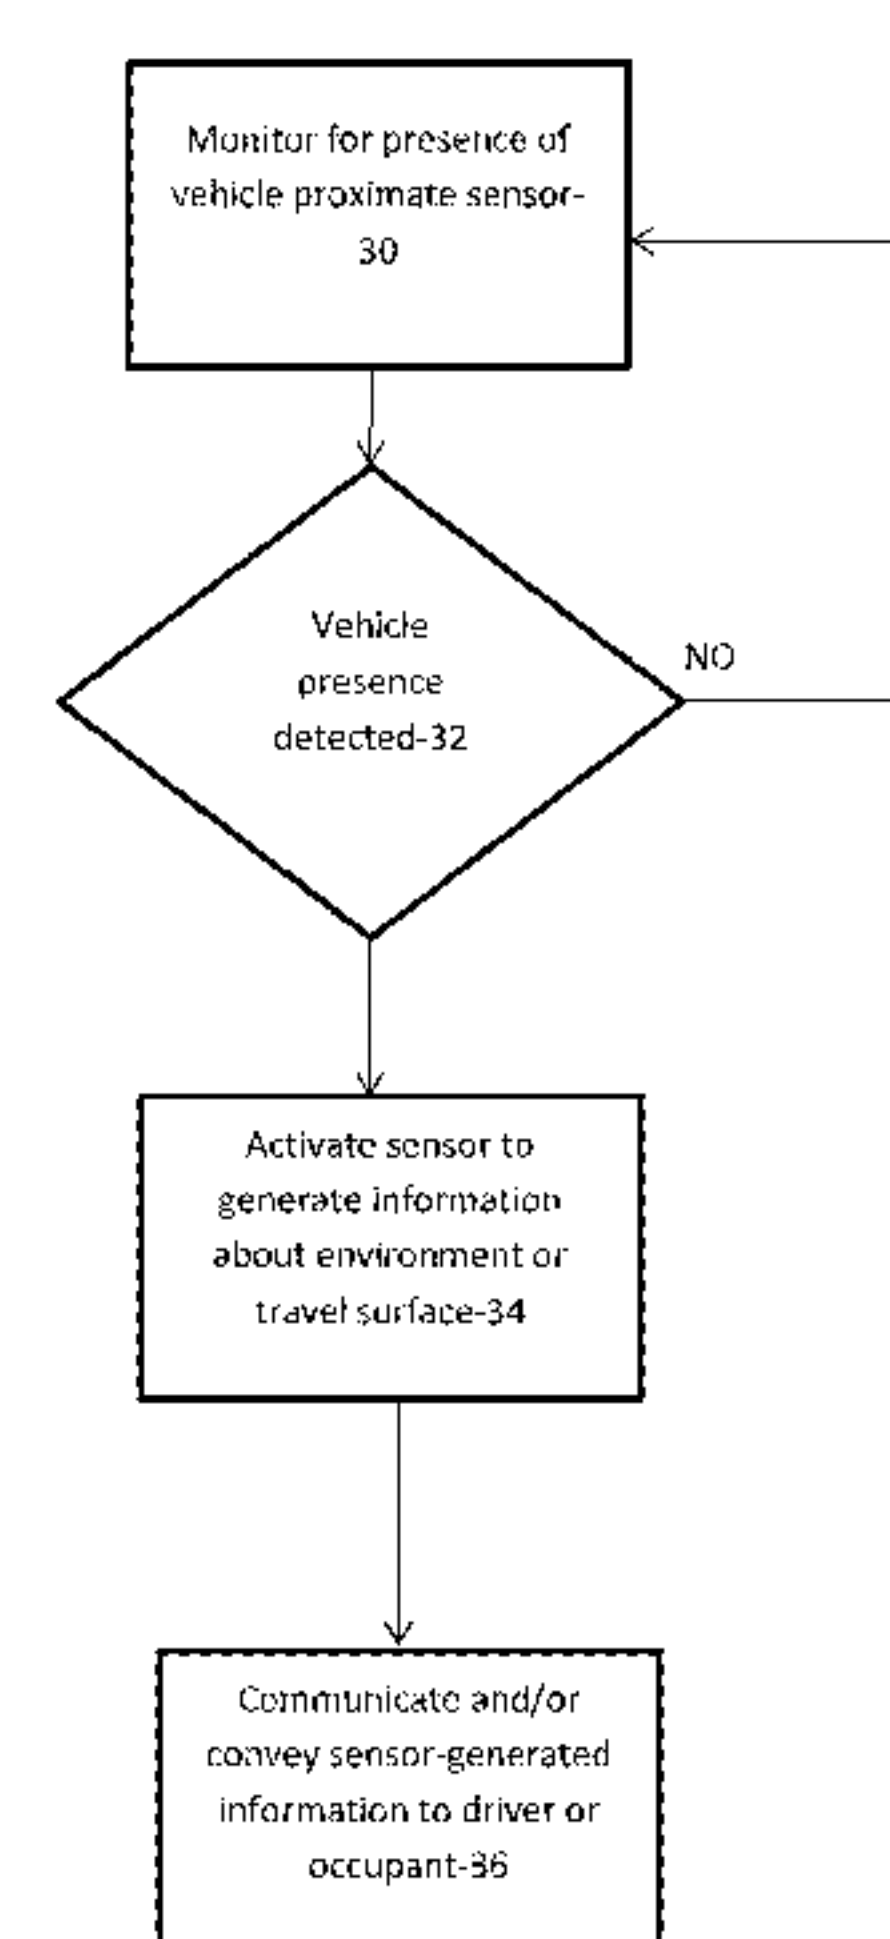 Monitor for presence of
vehicle proximate sensor-
30
Vehicle
presence
detected-32
NO
Activate sensor to
generate information
about environment or
travel surface-34
Communicate and/or
convey sensor-generated
information to driver or
occupant-36